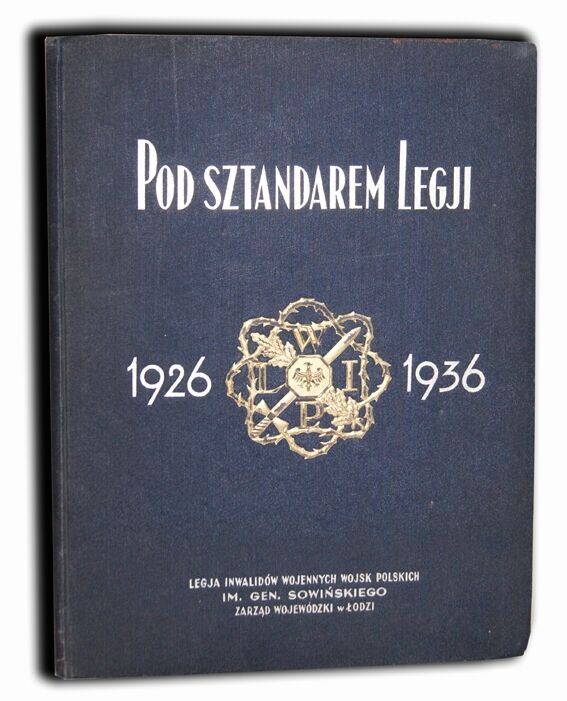 POD SZTANDAREM LEGJI
W
1926 L I 1936
P
LEGJA INWALIDÓW WOJENNYCH WOJSK POLSKICH
IM. GEN. SOWIŃSKIEGO
ZARZĄD WOJEWÓDZKI w ŁODZI